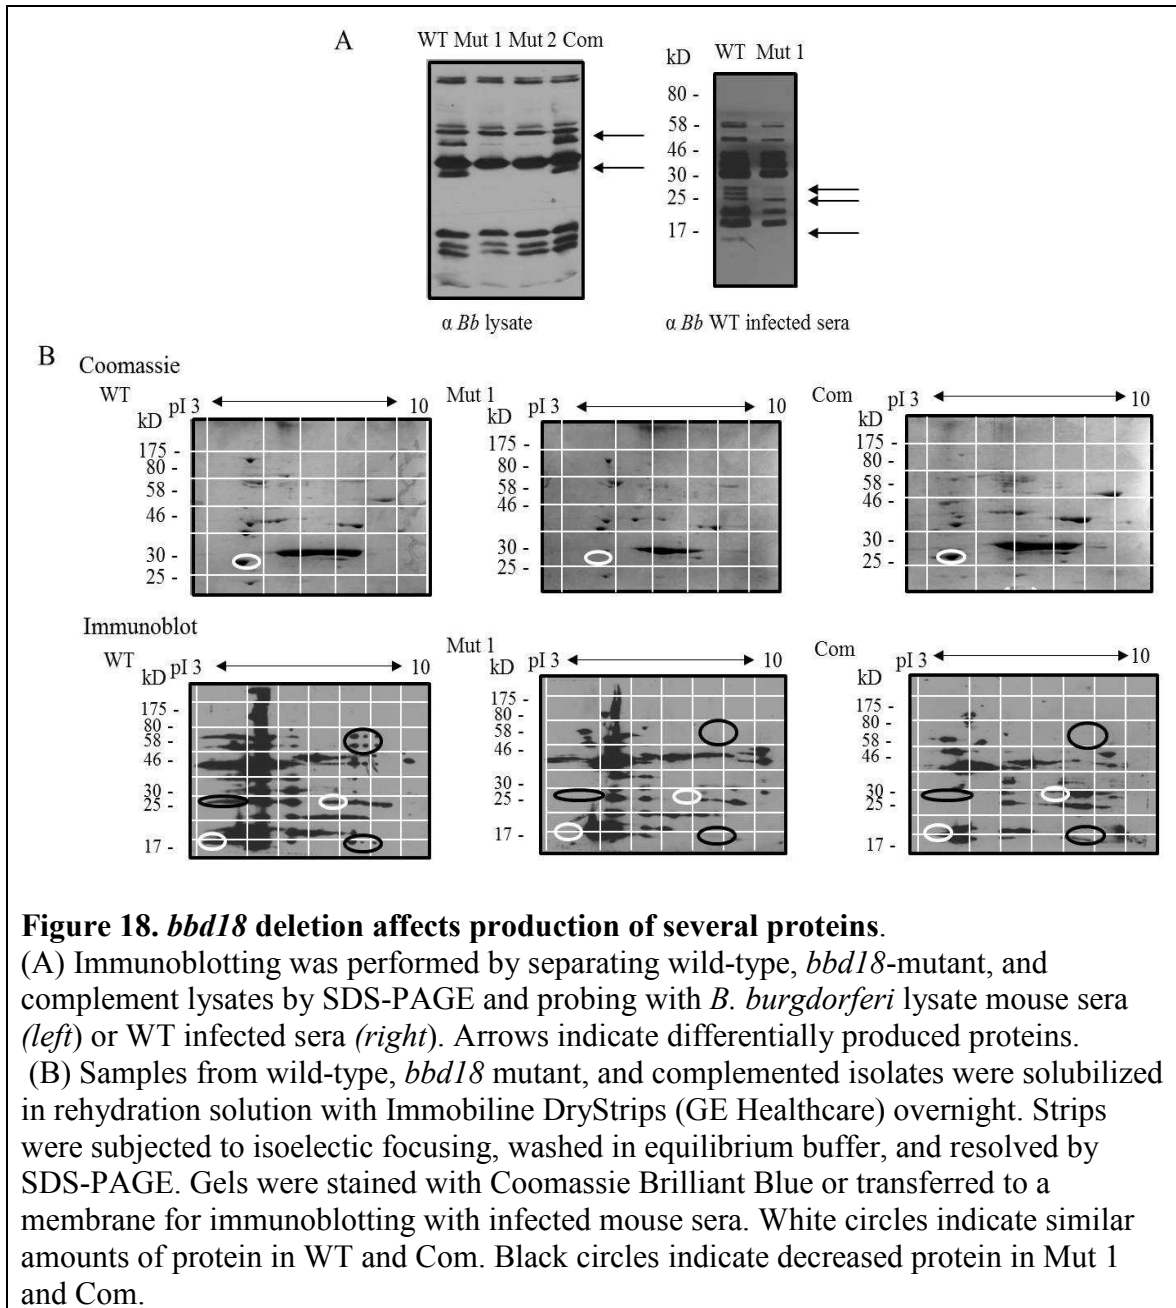 A
WT Mut 1 Mut 2 Com
kD
WT Mut 1
80 -
58 -
46 -
30 -
25 -
17 -
α Bb lysate
α Bb WT infected sera
B
Coomassie
WT
pI 3
10
kD
175 -
80 -
58 -
46 -
30 -
25 -
Mut 1
pI 3
10
kD
175 -
80 -
58 -
46 -
30 -
25 -
Com
pI 3
10
kD
175 -
80 -
58 -
46 -
30 -
25 -
Immunoblot
WT
pI 3
10
kD
175 -
80 -
58 -
46 -
30 -
25 -
17 -
Mut 1
pI 3
10
kD
175 -
80 -
58 -
46 -
30 -
25 -
17 -
Com
pI 3
10
kD
175 -
80 -
58 -
46 -
30 -
25 -
17 -
Figure 18. bbd18 deletion affects production of several proteins.
(A) Immunoblotting was performed by separating wild-type, bbd18-mutant, and
complement lysates by SDS-PAGE and probing with B. burgdorferi lysate mouse sera
(left) or WT infected sera (right). Arrows indicate differentially produced proteins.
(B) Samples from wild-type, bbd18 mutant, and complemented isolates were solubilized
in rehydration solution with Immobiline DryStrips (GE Healthcare) overnight. Strips
were subjected to isoelectic focusing, washed in equilibrium buffer, and resolved by
SDS-PAGE. Gels were stained with Coomassie Brilliant Blue or transferred to a
membrane for immunoblotting with infected mouse sera. White circles indicate similar
amounts of protein in WT and Com. Black circles indicate decreased protein in Mut 1
and Com.